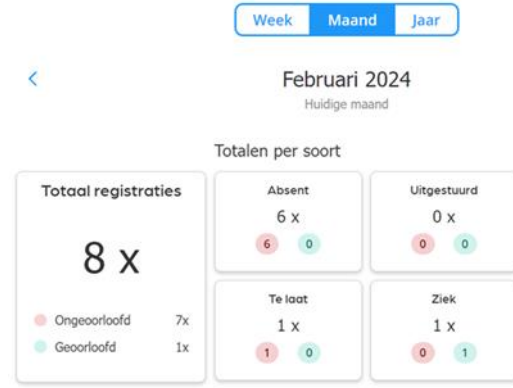 Week Maand Jaar
Februari 2024
Huidige maand
Totalen per soort
Totaal registraties
8 x
Ongeoorloofd 7x
Geoorloofd 1x
Absent
6 x
6 0
Uitgestuurd
0 x
0 0
Te laat
1 x
1 0
Ziek
1 x
0 1